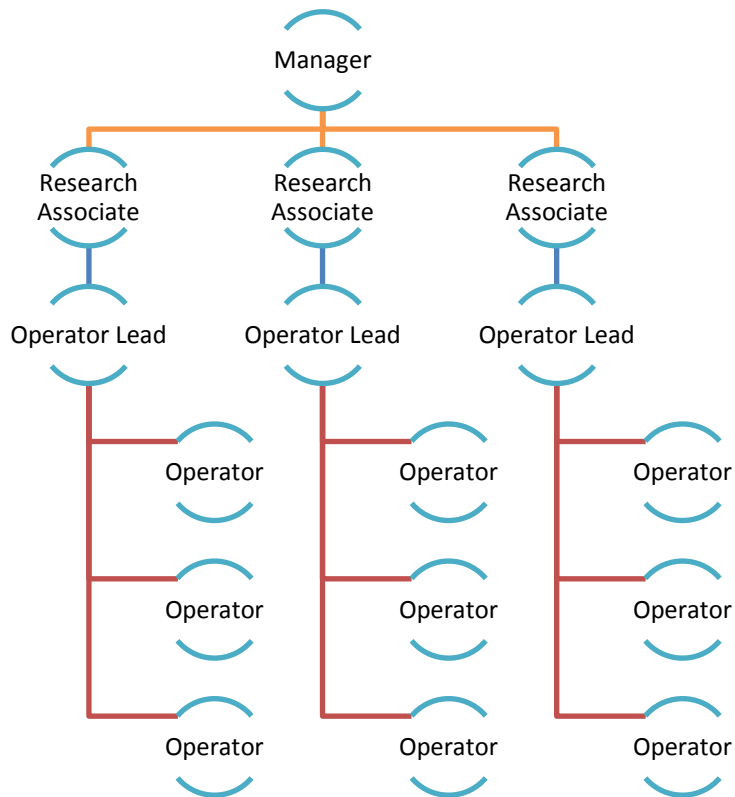 Manager
Research
Associate
Research
Associate
Research
Associate
Operator Lead
Operator Lead
Operator Lead
Operator
Operator
Operator
Operator
Operator
Operator
Operator
Operator
Operator